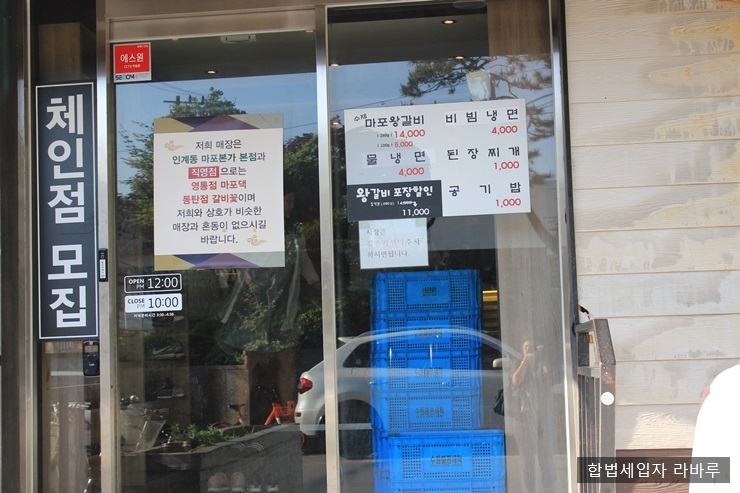 에스원
SECOM
체인점 모집
저희 매장은
인계동 마포본가 본점과
직영점으로는
영통점 마포댁
동탄점 갈비꽃이며
저희와 상호가 비슷한
매장과 혼동이 없으시길
바랍니다.
OPEN PM 12:00
CLOSE PM 10:00
수제 마포왕갈비
14,000
5,000
비빔냉면
4,000
물냉면
4,000
된장찌개
1,000
왕갈비 포장할인
11,000
공기밥
1,000
합법세입자 라바루